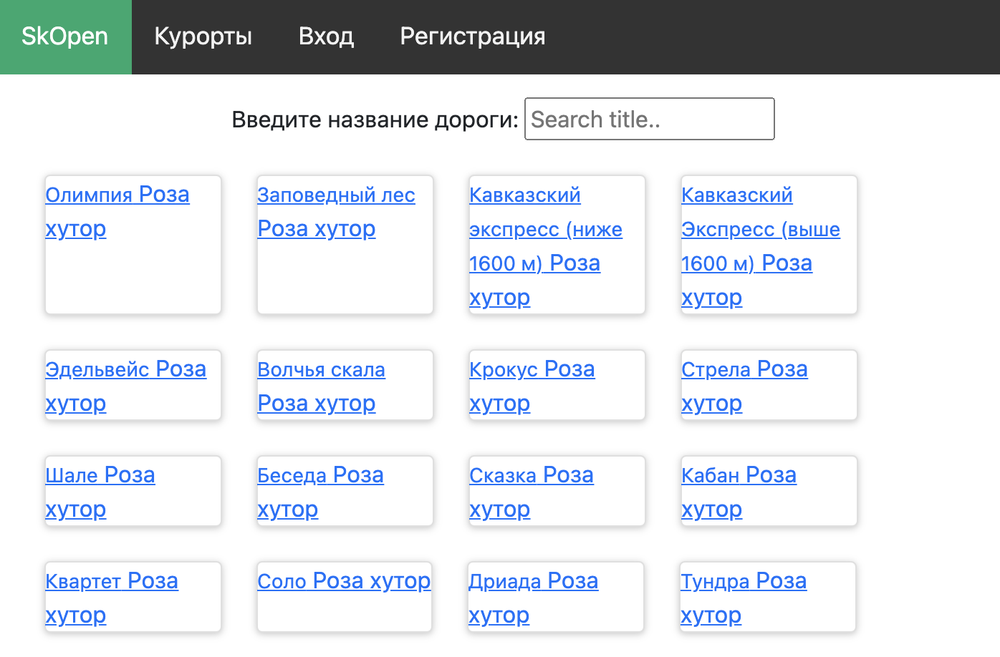 SkOpen Курорты Вход Регистрация
Введите название дороги: Search title..
Олимпия Роза
хутор
Заповедный лес
Роза хутор
Кавказский
экспресс (ниже
1600 м) Роза
хутор
Кавказский
Экспресс (выше
1600 м) Роза
хутор
Эдельвейс Роза
хутор
Волчья скала
Роза хутор
Крокус Роза
хутор
Стрела Роза
хутор
Шале Роза
хутор
Беседа Роза
хутор
Сказка Роза
хутор
Кабан Роза
хутор
Квартет Роза
хутор
Соло Роза хутор
Дриада Роза
хутор
Тундра Роза
хутор